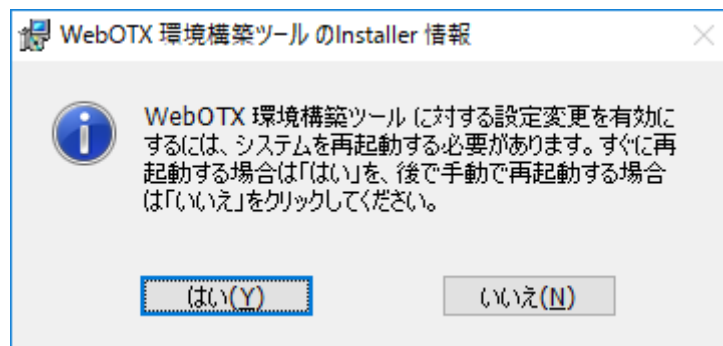 WebOTX 環境構築ツール のInstaller 情報
WebOTX 環境構築ツール に対する設定変更を有効に
するには、システムを再起動する必要があります。すぐに再
起動する場合は「はい」を、後で手動で再起動する場合
は「いいえ」をクリックしてください。
はい(Y)
いいえ(N)